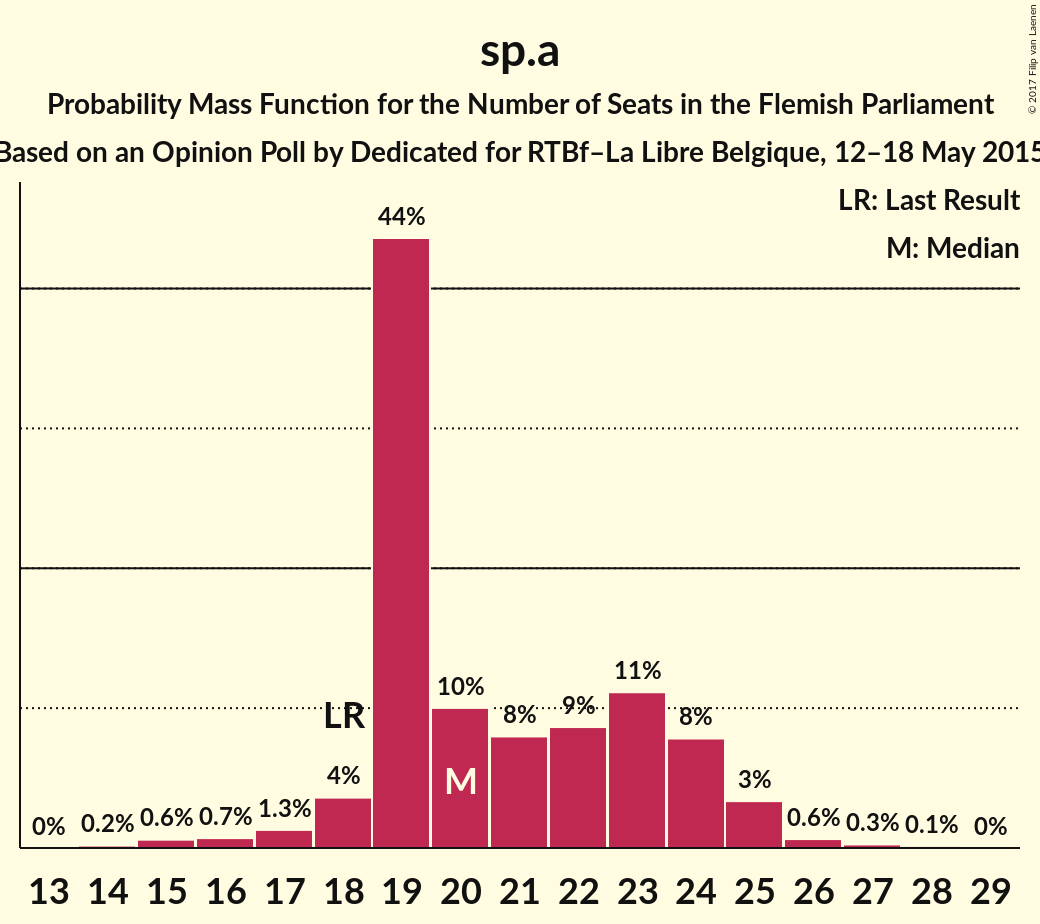 sp.a
Probability Mass Function for the Number of Seats in the Flemish Parliament
Based on an Opinion Poll by Dedicated for RTBf–La Libre Belgique, 12–18 May 2015
© 2017 Filip van Laenen
LR: Last Result
M: Median
44%
11%
10%
8%
9%
8%
LR
4%
M
3%
0%
0.2%
0.6%
0.7%
1.3%
0.6%
0.3%
0.1%
0%
13 14 15 16 17 18 19 20 21 22 23 24 25 26 27 28 29